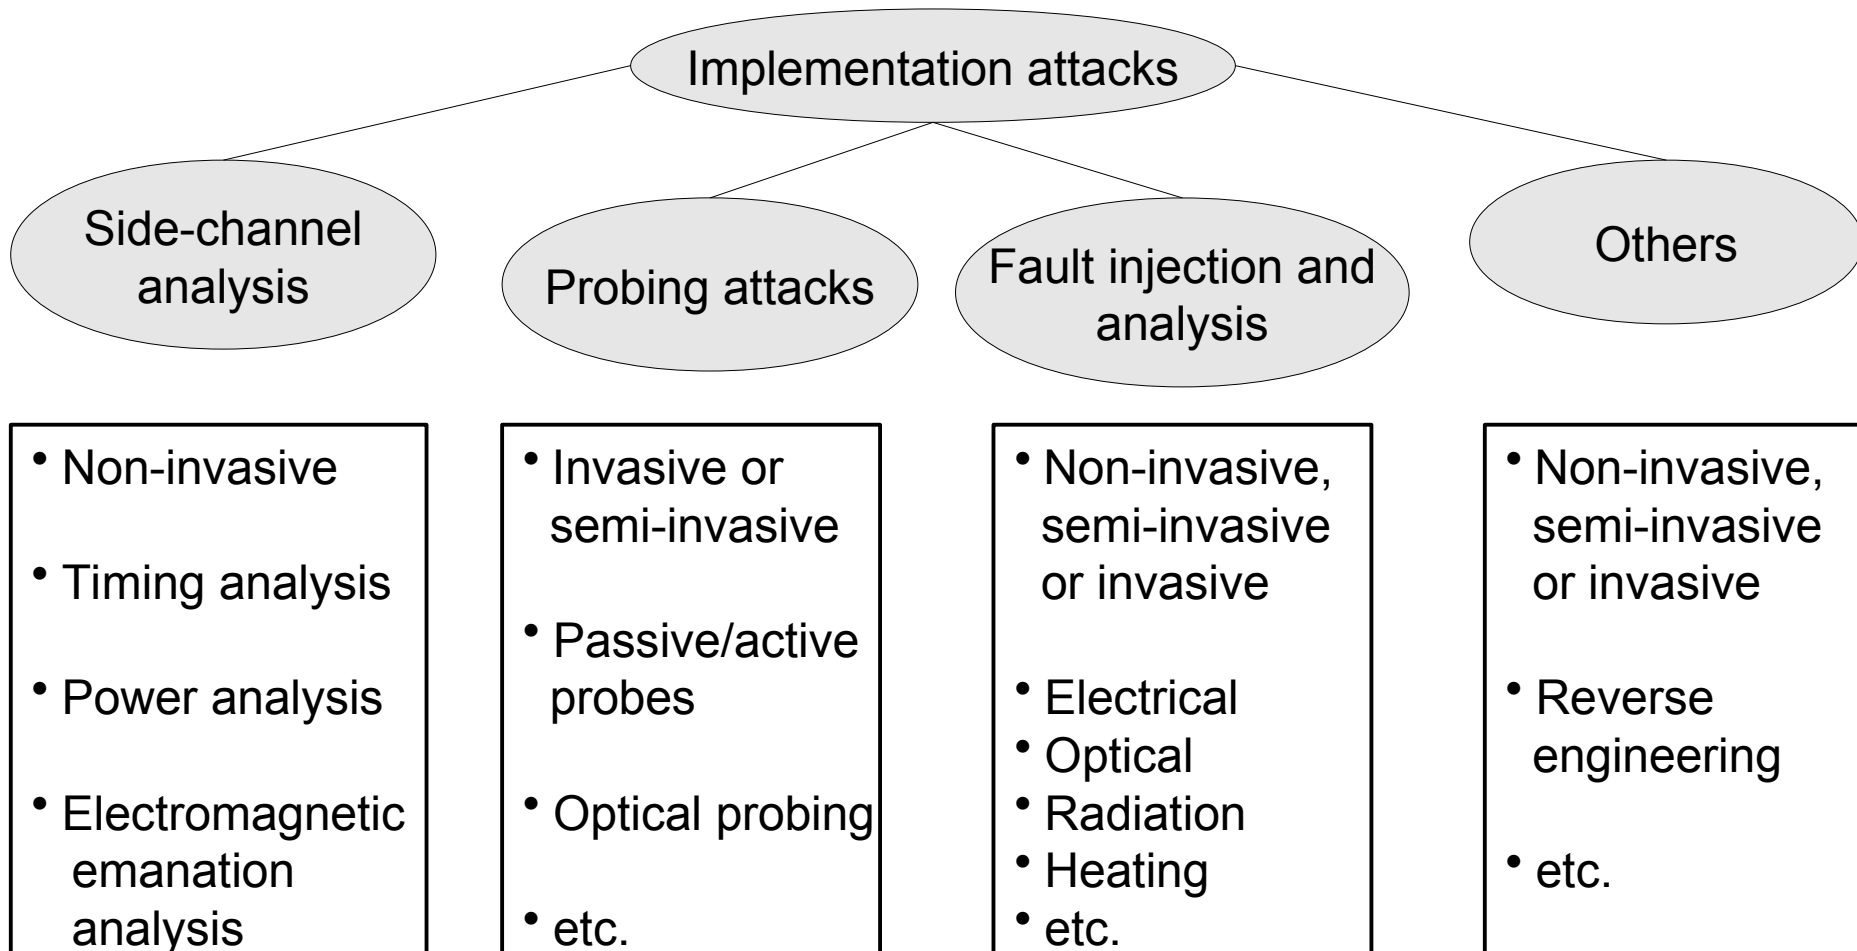 Implementation attacks
Side-channel
analysis
Probing attacks
Fault injection and
analysis
Others
• Non-invasive
• Timing analysis
• Power analysis
• Electromagnetic
emanation
analysis
• Invasive or
semi-invasive
• Passive/active
probes
• Optical probing
• etc.
• Non-invasive,
semi-invasive
or invasive
• Electrical
• Optical
• Radiation
• Heating
• etc.
• Non-invasive,
semi-invasive
or invasive
• Reverse
engineering
• etc.